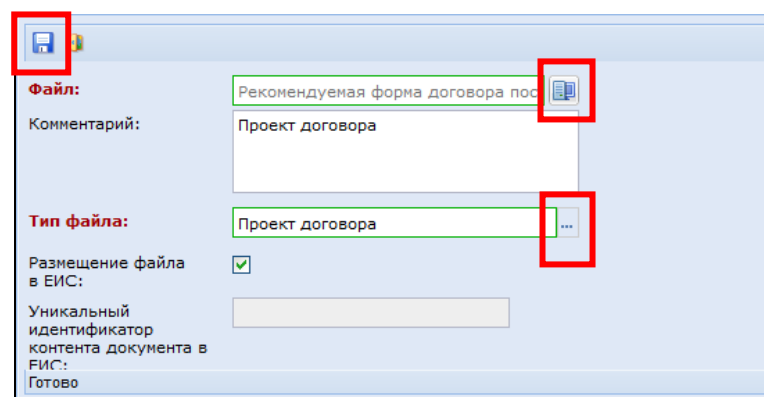 Файл:
Рекомендуемая форма договора пос
Комментарий:
Проект договора
Тип файла:
Проект договора
...
Размещение файла
в ЕИС:
Уникальный
идентификатор
контента документа в
ЕИС:
Готово